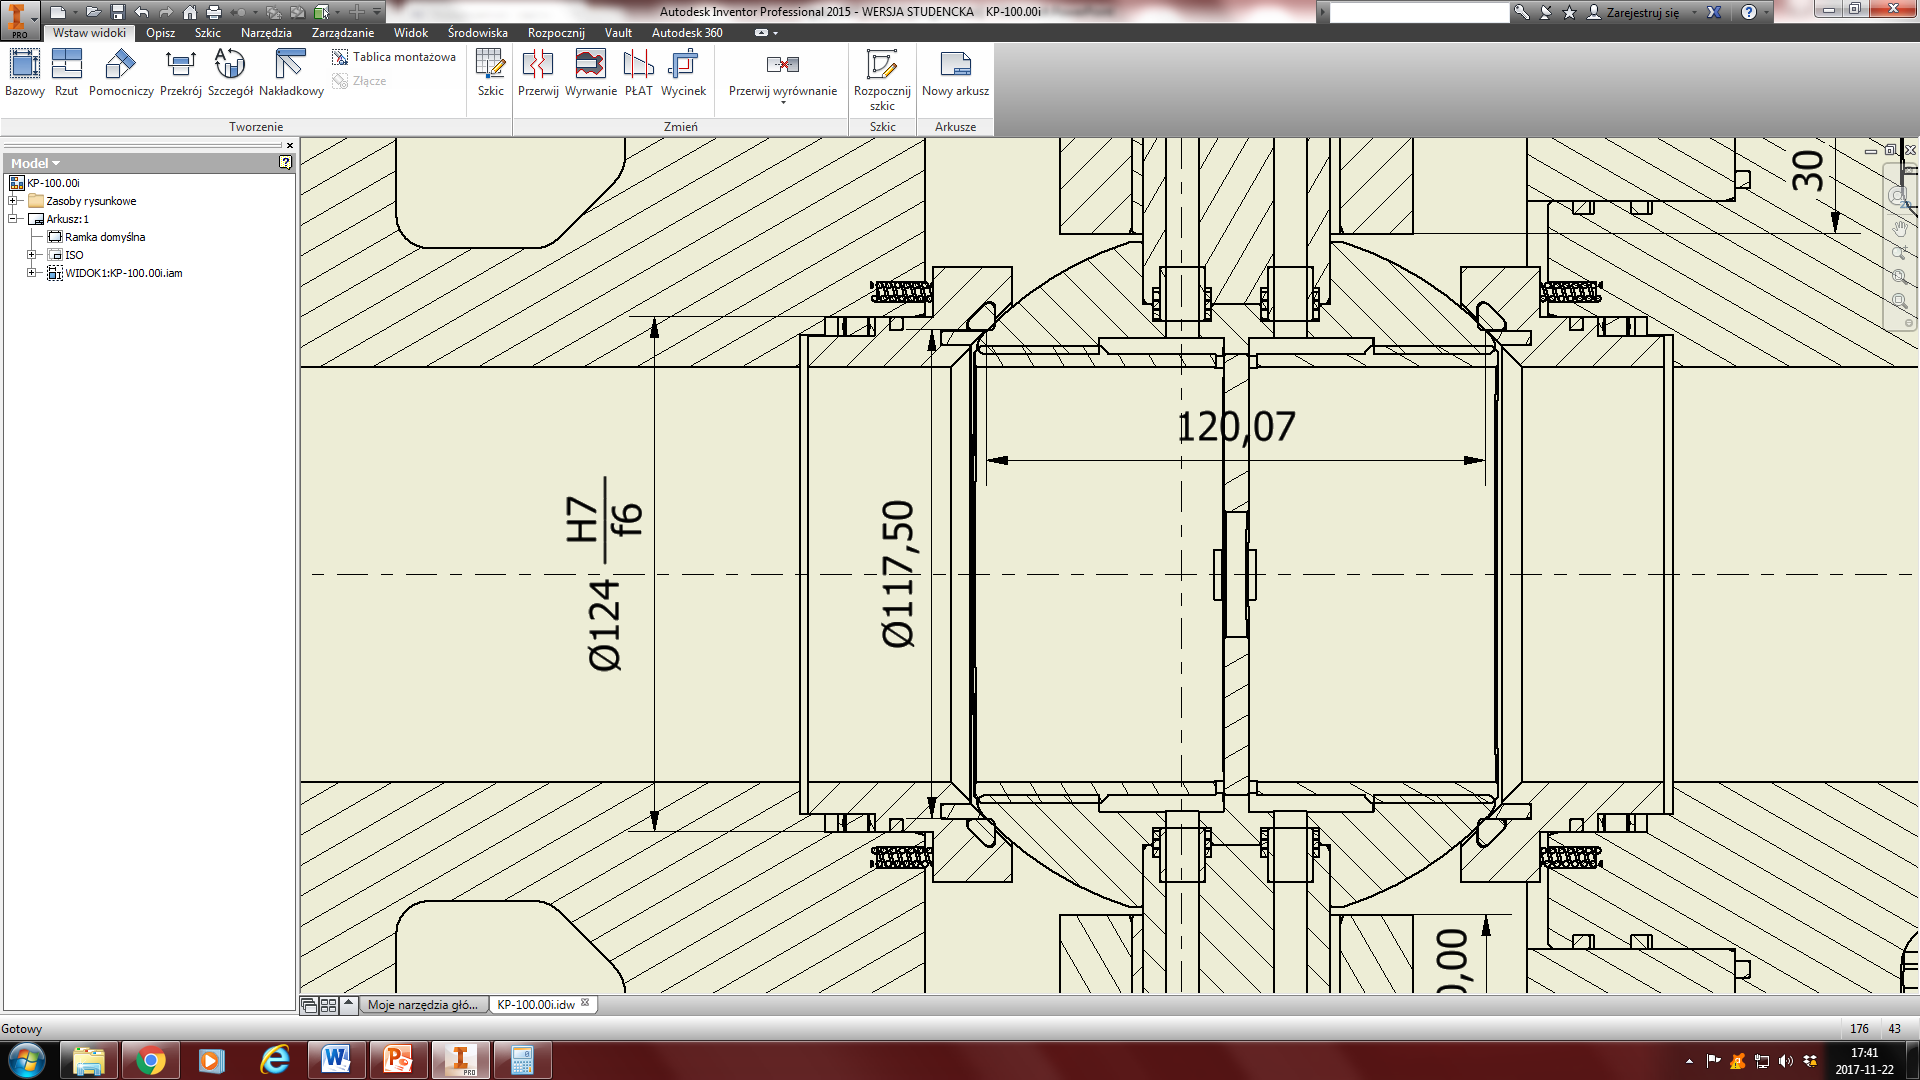 Autodesk Inventor Professional 2015 - WERSJA STUDENCKA KP-100.00i
Zarejestruj się
PRO
Wstaw widoki Opisz Szkic Narzędzia Zarządzanie Widok Środowiska Rozpocznij Vault Autodesk 360
Bazowy Rzut Pomocniczy Przekrój Szczegół Nakładkowy
Tablica montażowa
Złącze
Szkic
Przerwij Wyrwanie PŁAT Wycinek
Przerwij wyrównanie
Rozpocznij
szkic
Nowy arkusz
Tworzenie
Zmień
Szkic
Arkusze
Model
KP-100.00i
Zasoby rysunkowe
Arkusz:1
Ramka domyślna
ISO
WIDOK1:KP-100.00i.iam
30
120,07
Ø124 H7
f6
Ø117,50
0,00
Moje narzędzia głó... KP-100.00i.idw
Gotowy
176 43
PRO
17:41
2017-11-22